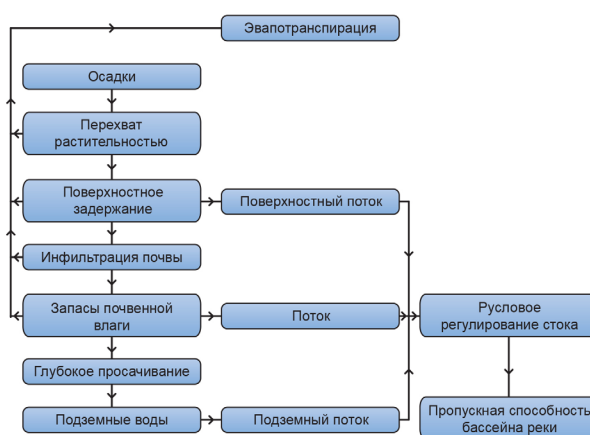 Эвапотранспирация
Осадки
Перехват
растительностью
Поверхностное
задержание
Поверхностный поток
Инфильтрация почвы
Запасы почвенной
влаги
Поток
Русловое
регулирование стока
Глубокое просачивание
Подземные воды
Подземный поток
Пропускная способность
бассейна реки